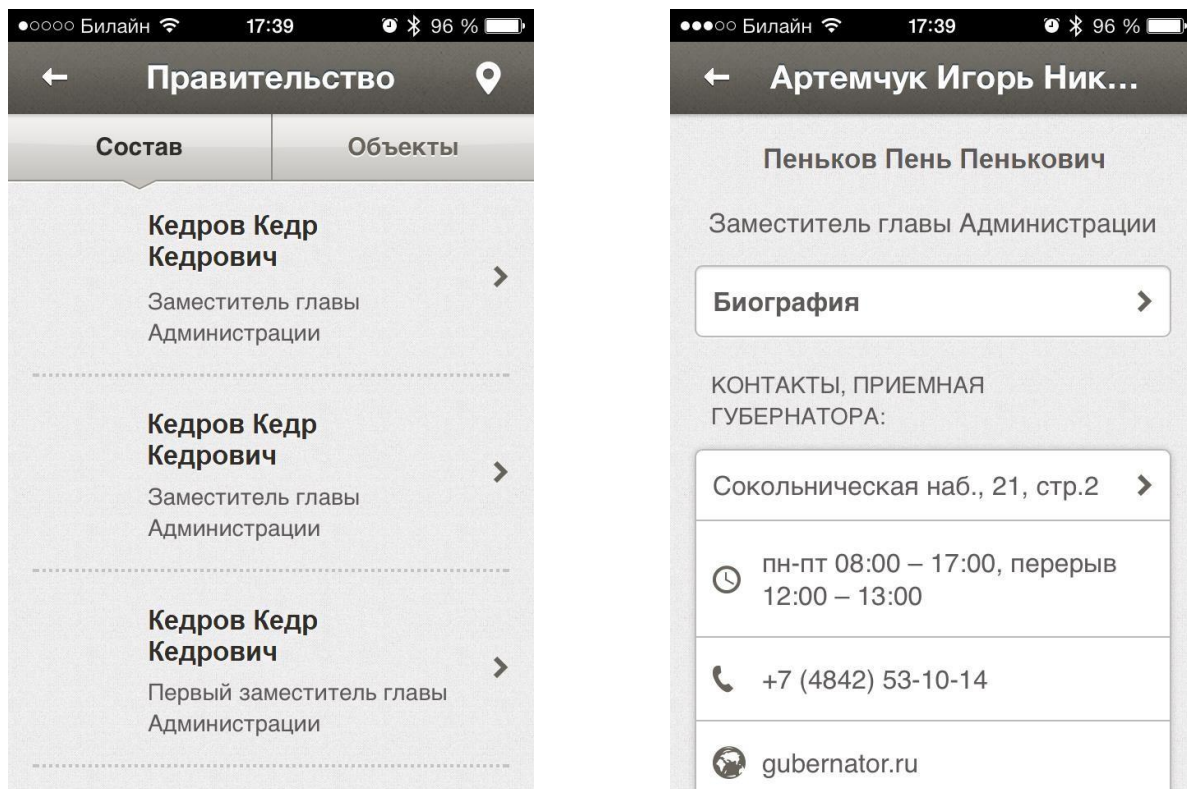 Билайн 17:39 96 %
Правительство
Состав Объекты
Кедров Кедр
Кедрович
Заместитель главы
Администрации
Кедров Кедр
Кедрович
Заместитель главы
Администрации
Кедров Кедр
Кедрович
Первый заместитель главы
Администрации
Билайн 17:39 96 %
Артемчук Игорь Ник...
Пеньков Пень Пенькович
Заместитель главы Администрации
Биография
КОНТАКТЫ, ПРИЕМНАЯ
ГУБЕРНАТОРА:
Сокольническая наб., 21, стр.2
пн-пт 08:00 – 17:00, перерыв
12:00 – 13:00
+7 (4842) 53-10-14
gubernator.ru